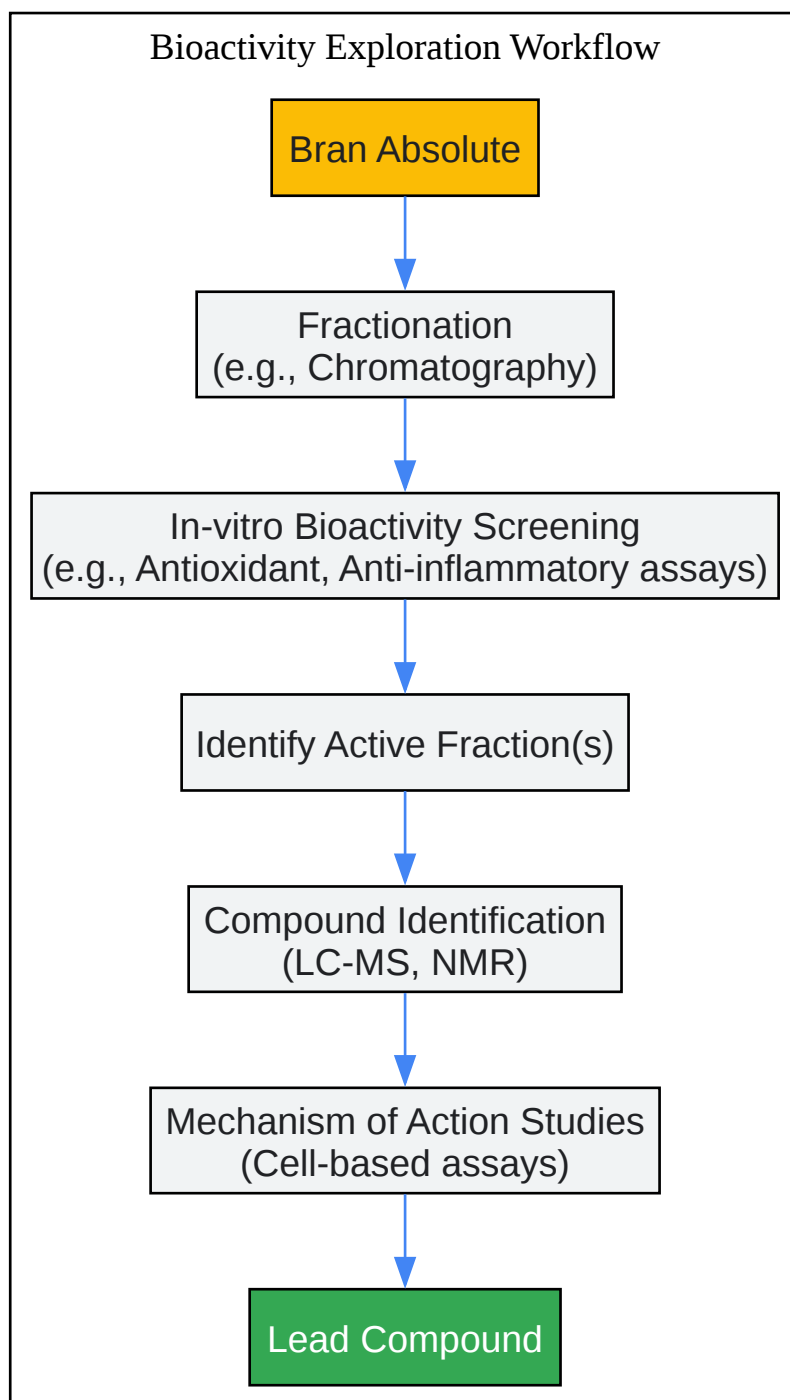 Bioactivity Exploration Workflow
Bran Absolute
Fractionation
(e.g., Chromatography)
In-vitro Bioactivity Screening
(e.g., Antioxidant, Anti-inflammatory assays)
Identify Active Fraction(s)
Compound Identification
(LC-MS, NMR)
Mechanism of Action Studies
(Cell-based assays)
Lead Compound